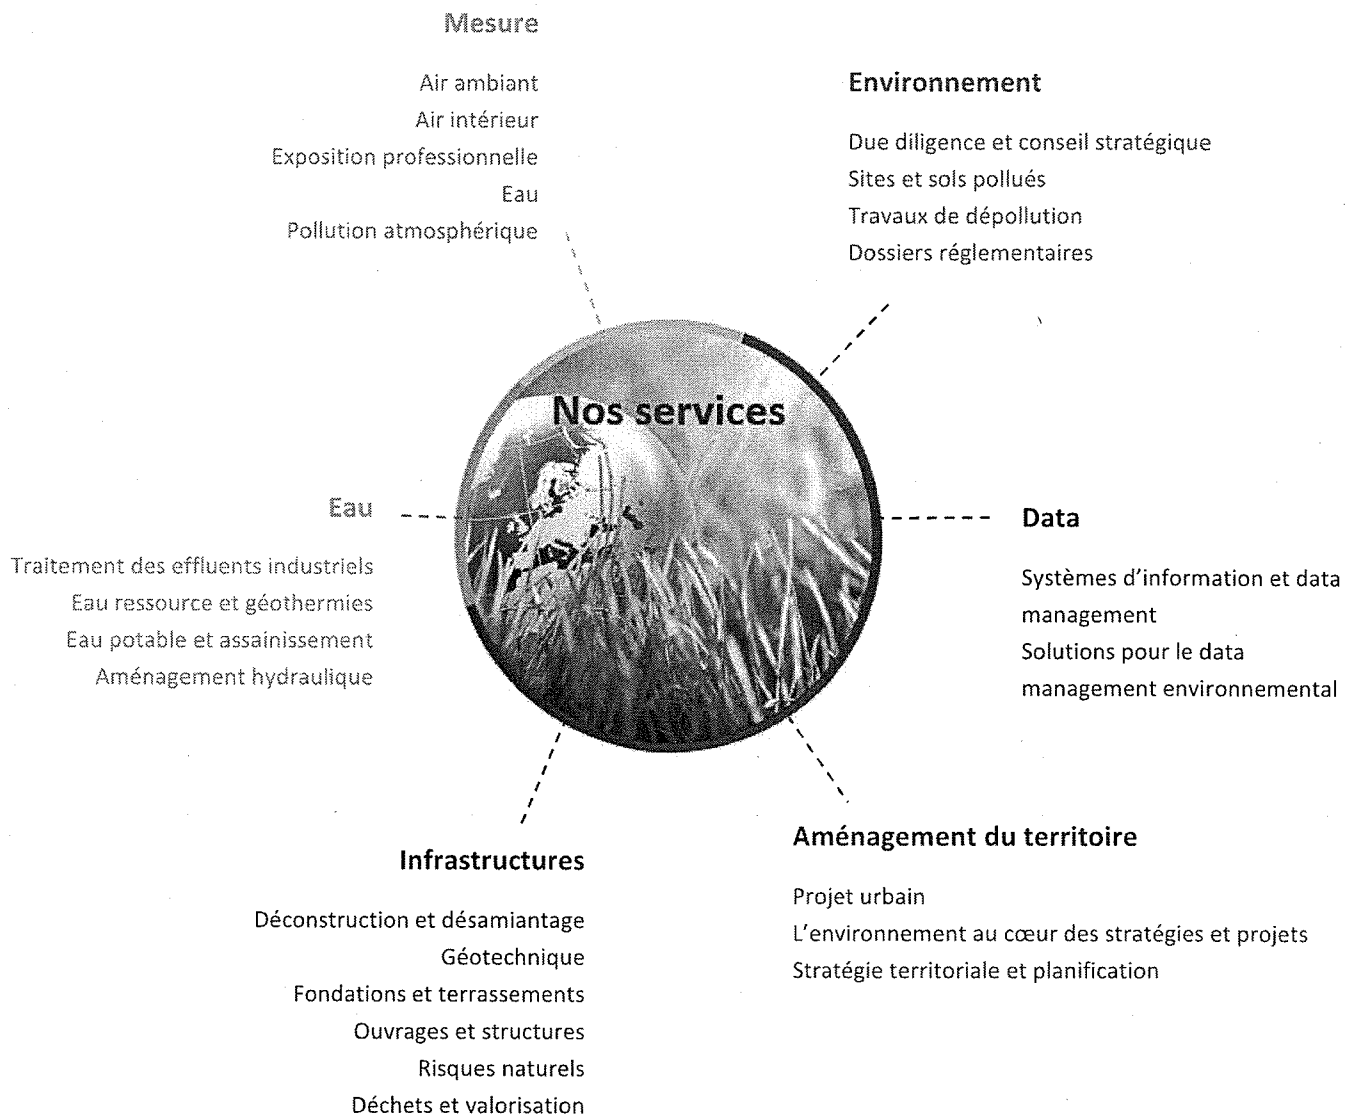 Mesure
Air ambiant
Air intérieur
Exposition professionnelle
Eau
Pollution atmosphérique
Environnement
Due diligence et conseil stratégique
Sites et sols pollués
Travaux de dépollution
Dossiers réglementaires
Nos services
Eau
Traitement des effluents industriels
Eau ressource et géothermies
Eau potable et assainissement
Aménagement hydraulique
Data
Systèmes d'information et data
management
Solutions pour le data
management environnemental
Infrastructures
Déconstruction et désamiantage
Géotechnique
Fondations et terrassements
Ouvrages et structures
Risques naturels
Déchets et valorisation
Aménagement du territoire
Projet urbain
L'environnement au cœur des stratégies et projets
Stratégie territoriale et planification